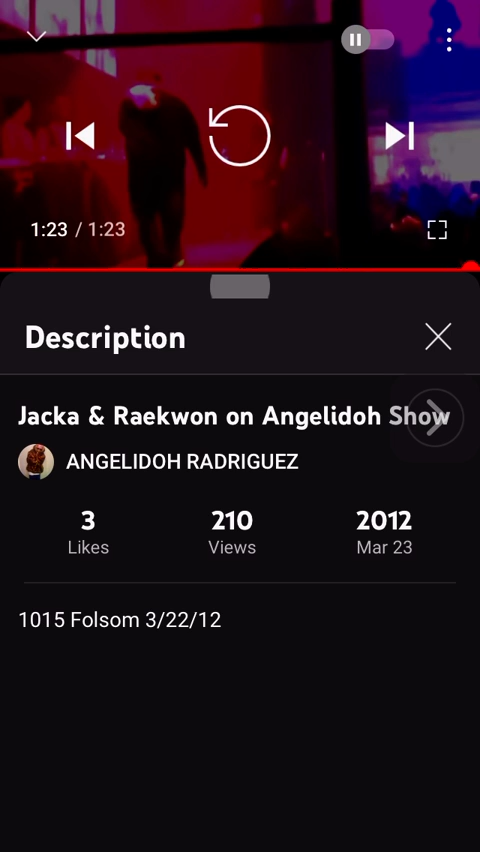 1:23 / 1:23
Description
Jacka & Raekwon on Angelidoh Show
ANGELIDOH RADRIGUEZ
3 210 2012
Likes Views Mar 23
1015 Folsom 3/22/12